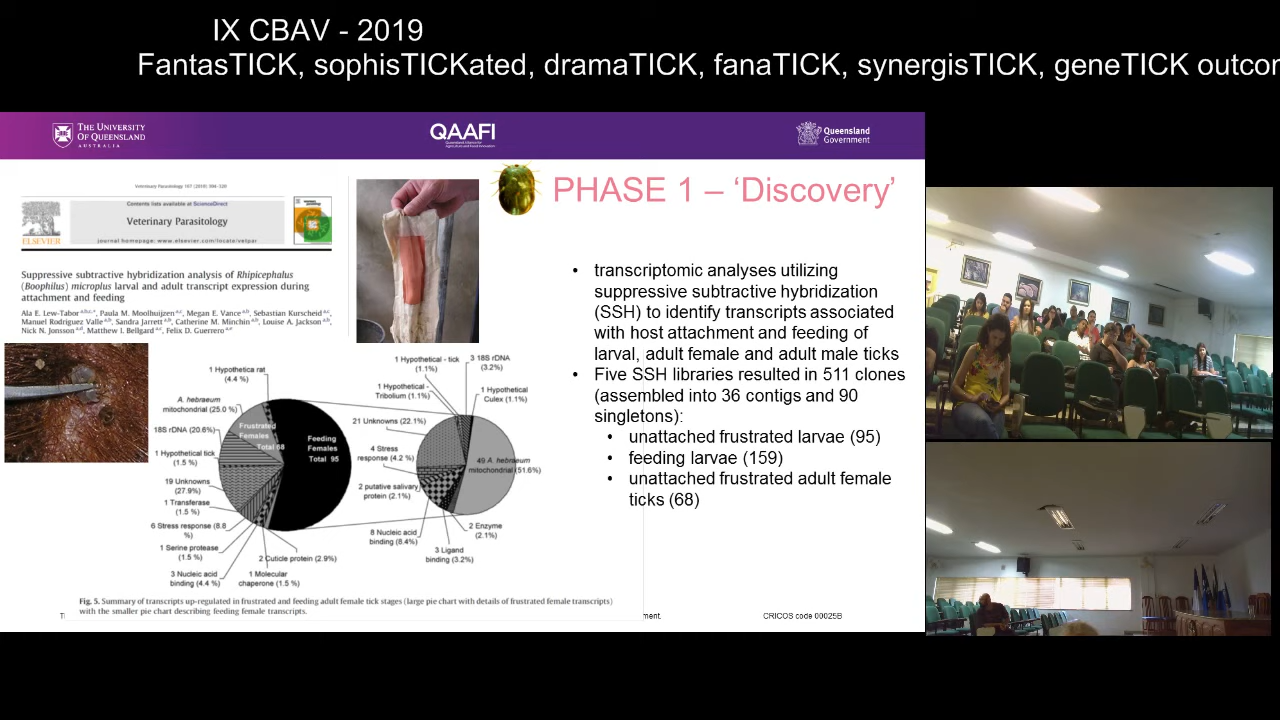 IX CBAV - 2019
FantasTICK, sophisTICKated, dramaTICK, fanaTICK, synergisTICK, geneTICK outcor
THE UNIVERSITY
OF QUEENSLAND
AUSTRALIA
QAAFI
Queensland
Government
PHASE 1 – ‘Discovery’
Contents lists available at ScienceDirect
Veterinary Parasitology
journal homepage: www.elsevier.com/locate/vetpar
ELSEVIER
Suppressive subtractive hybridization analysis of Rhipicephalus
(Boophilus) microplus larval and adult transcript expression during
attachment and feeding
Ala E. Lew-Tabor, Paula M. Moolhuijzen, Megan E. Vance, Sebastian Kurscheid,
Manuel Rodriguez Valle, Sandra Jarrett, Catherine M. Minchin, Louise A. Jackson,
Nick N. Jonsson, Matthew I. Bellgard, Felix D. Guerrero
• transcriptomic analyses utilizing
suppressive subtractive hybridization
(SSH) to identify transcripts associated
with host attachment and feeding of
larval, adult female and adult male ticks
• Five SSH libraries resulted in 511 clones
(assembled into 36 contigs and 90
singletons):
• unattached frustrated larvae (95)
• feeding larvae (159)
• unattached frustrated adult female
ticks (68)
1 Hypothetica rat
(4.4 %)
A. hebraeum
mitochondrial (25.0 %)
18S rDNA (20.6%)
1 Hypothetical tick
(1.5 %)
19 Unknowns
(27.9%)
1 Transferase
(1.5 %)
6 Stress response (8.8
%)
1 Serine protease
(1.5 %)
3 Nucleic acid
binding (4.4 %)
1 Molecular
chaperone (1.5 %)
2 Cuticle protein (2.9%)
Frustrated
Females
Total 68
Feeding
Females
Total 95
1 Hypothetical - tick
(1.1%)
3 18S rDNA
(3.2%)
1 Hypothetical -
Tribolium (1.1%)
1 Hypothetical
Culex (1.1%)
21 Unknowns (22.1%)
4 Stress
response (4.2 %)
49 A. hebraeum
mitochondrial (51.6%)
2 putative salivary
protein (2.1%)
8 Nucleic acid
binding (8.4%)
3 Ligand
binding (3.2%)
2 Enzyme
(2.1%)
Fig. 5. Summary of transcripts up-regulated in frustrated and feeding adult female tick stages (large pie chart with details of frustrated female transcripts)
with the smaller pie chart describing feeding female transcripts.
ment.
CRICOS code 00025B